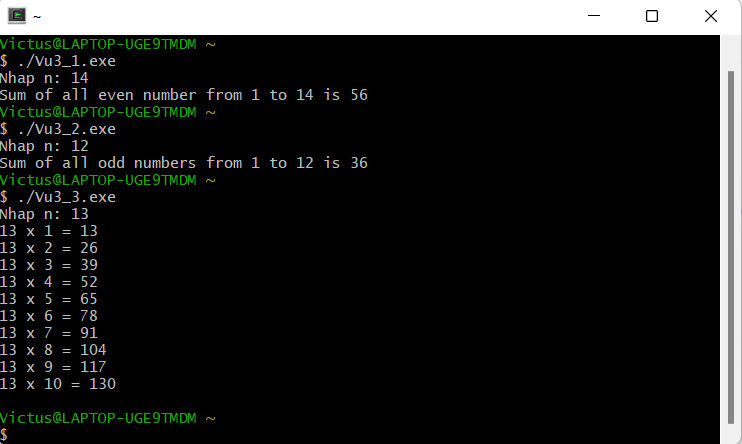 ~
Victus@LAPTOP-UGE9TMDM ~
$ ./Vu3_1.exe
Nhap n: 14
Sum of all even number from 1 to 14 is 56
Victus@LAPTOP-UGE9TMDM ~
$ ./Vu3_2.exe
Nhap n: 12
Sum of all odd numbers from 1 to 12 is 36
Victus@LAPTOP-UGE9TMDM ~
$ ./Vu3_3.exe
Nhap n: 13
13 x 1 = 13
13 x 2 = 26
13 x 3 = 39
13 x 4 = 52
13 x 5 = 65
13 x 6 = 78
13 x 7 = 91
13 x 8 = 104
13 x 9 = 117
13 x 10 = 130
Victus@LAPTOP-UGE9TMDM ~
$